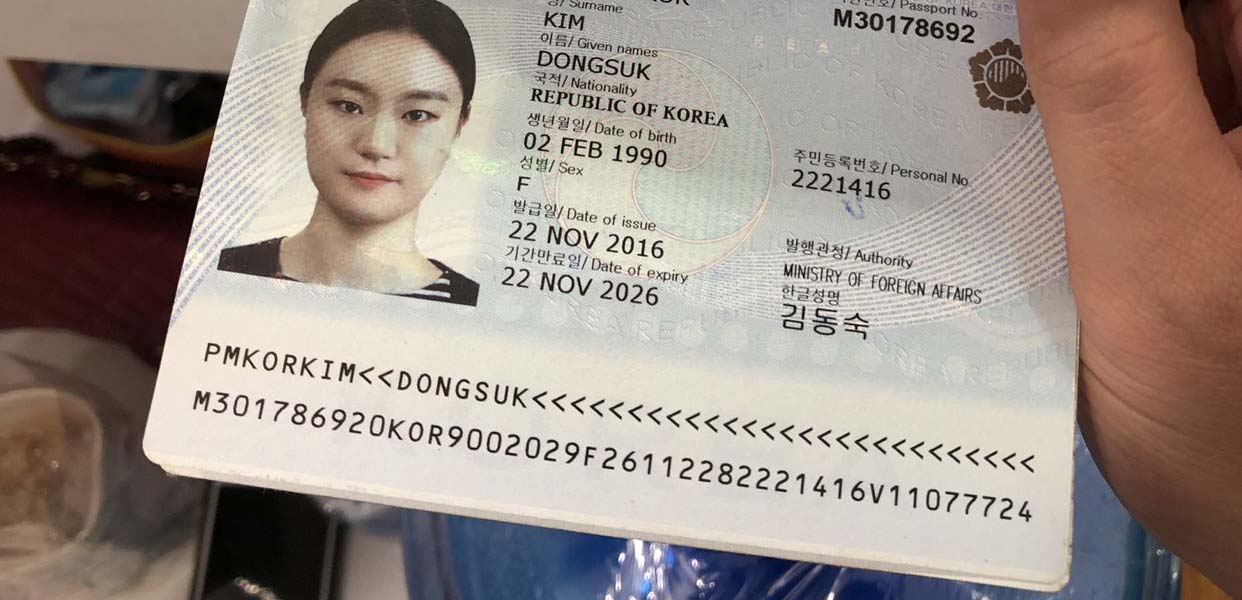 성/ Surname
KIM
이름/ Given names
DONGSUK
국적/ Nationality
REPUBLIC OF KOREA
생년월일/ Date of birth
02 FEB 1990
성별/ Sex
F
발급일/ Date of issue
22 NOV 2016
기간만료일/ Date of expiry
22 NOV 2026
Passport No.
M30178692
주민등록번호/ Personal No.
2221416
발행관청/ Authority
MINISTRY OF FOREIGN AFFAIRS
한글성명
김동숙
PMKORKIM<<DONGSUK<<<<<<<<<<<<<<<<<<<<<<<<<<<
M301786920KOR9002029F26112282221416V11077724